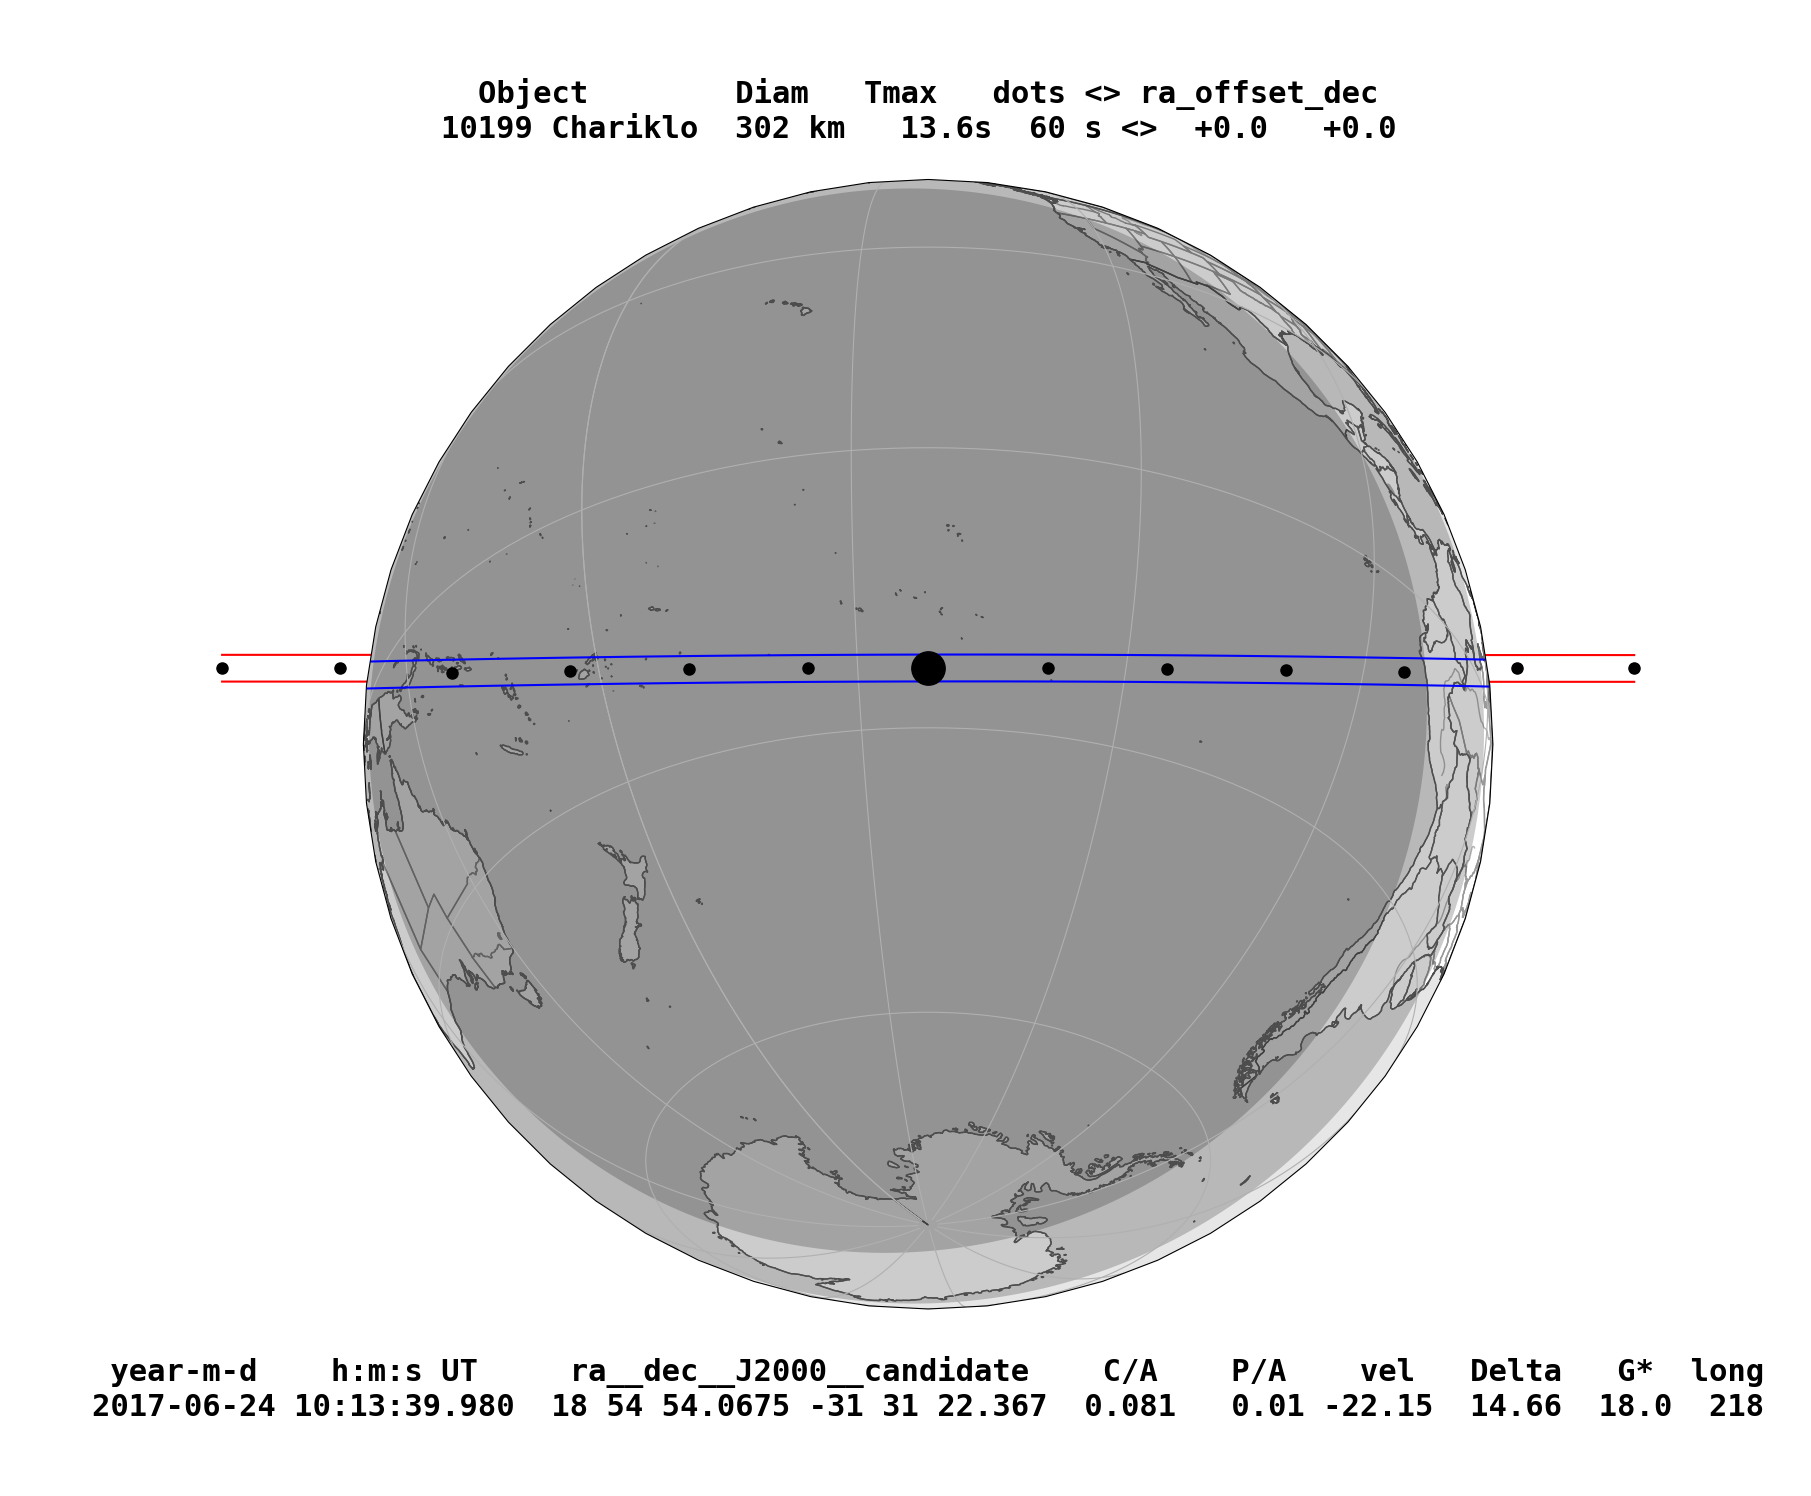 Object Diam Tmax dots <> ra_offset_dec
10199 Chariklo 302 km 13.6s 60 s <> +0.0 +0.0
year-m-d h:m:s UT ra__dec__J2000__candidate C/A P/A vel Delta G* long
2017-06-24 10:13:39.980 18 54 54.0675 -31 31 22.367 0.081 0.01 -22.15 14.66 18.0 218